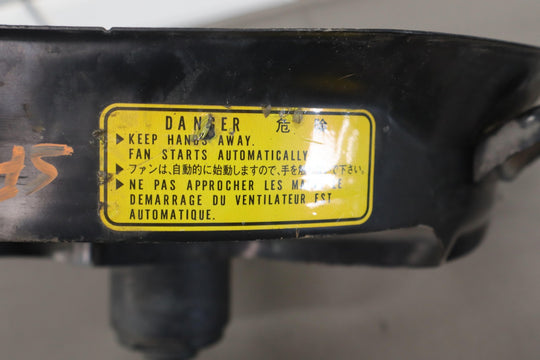 DANGER 危険
▶KEEP HANDS AWAY.
FAN STARTS AUTOMATICALLY
▶ファンは、自動的に始動しますので、手を下さい。
▶NE PAS APPROCHER LES LE
DEMARRAGE DU VENTILATEUR EST
AUTOMATIQUE.